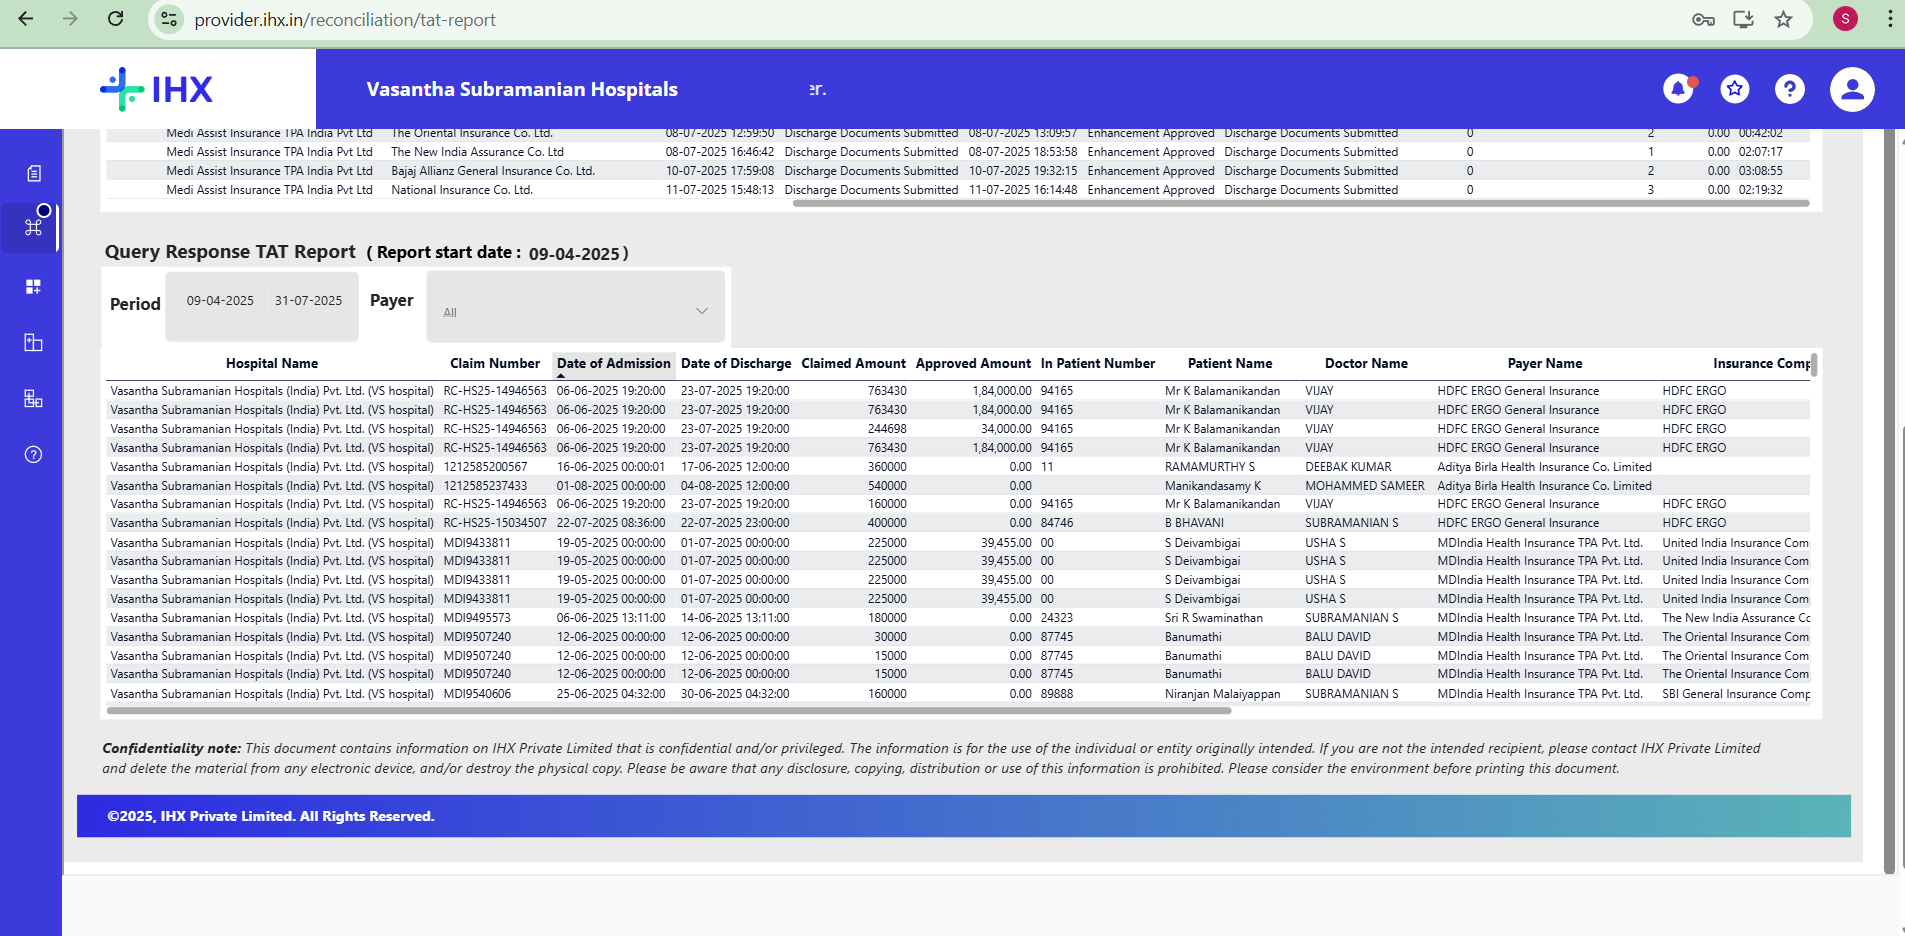 provider.ihx.in/reconciliation/tat-report
S
IHX
Vasantha Subramanian Hospitals
er.
Medi Assist Insurance TPA India Pvt Ltd The Oriental Insurance Co. Ltd. 08-07-2025 12:59:50 Discharge Documents Submitted 08-07-2025 13:09:57 Enhancement Approved Discharge Documents Submitted 0 2 0.00 00:42:02
Medi Assist Insurance TPA India Pvt Ltd The New India Assurance Co. Ltd 08-07-2025 16:46:42 Discharge Documents Submitted 08-07-2025 18:53:58 Enhancement Approved Discharge Documents Submitted 0 1 0.00 02:07:17
Medi Assist Insurance TPA India Pvt Ltd Bajaj Allianz General Insurance Co. Ltd. 10-07-2025 17:59:08 Discharge Documents Submitted 10-07-2025 19:32:15 Enhancement Approved Discharge Documents Submitted 0 2 0.00 03:08:55
Medi Assist Insurance TPA India Pvt Ltd National Insurance Co. Ltd. 11-07-2025 15:48:13 Discharge Documents Submitted 11-07-2025 16:14:48 Enhancement Approved Discharge Documents Submitted 0 3 0.00 02:19:32
Query Response TAT Report ( Report start date : 09-04-2025 )
Period 09-04-2025 31-07-2025 Payer All
Hospital Name Claim Number Date of Admission Date of Discharge Claimed Amount Approved Amount In Patient Number Patient Name Doctor Name Payer Name Insurance Comp
Vasantha Subramanian Hospitals (India) Pvt. Ltd. (VS hospital) RC-HS25-14946563 06-06-2025 19:20:00 23-07-2025 19:20:00 763430 1,84,000.00 94165 Mr K Balamanikandan VIJAY HDFC ERGO General Insurance HDFC ERGO
Vasantha Subramanian Hospitals (India) Pvt. Ltd. (VS hospital) RC-HS25-14946563 06-06-2025 19:20:00 23-07-2025 19:20:00 763430 1,84,000.00 94165 Mr K Balamanikandan VIJAY HDFC ERGO General Insurance HDFC ERGO
Vasantha Subramanian Hospitals (India) Pvt. Ltd. (VS hospital) RC-HS25-14946563 06-06-2025 19:20:00 23-07-2025 19:20:00 244698 34,000.00 94165 Mr K Balamanikandan VIJAY HDFC ERGO General Insurance HDFC ERGO
Vasantha Subramanian Hospitals (India) Pvt. Ltd. (VS hospital) RC-HS25-14946563 06-06-2025 19:20:00 23-07-2025 19:20:00 763430 1,84,000.00 94165 Mr K Balamanikandan VIJAY HDFC ERGO General Insurance HDFC ERGO
Vasantha Subramanian Hospitals (India) Pvt. Ltd. (VS hospital) 1212585200567 16-06-2025 00:00:01 17-06-2025 12:00:00 360000 0.00 11 RAMAMURTHY S DEEBAK KUMAR Aditya Birla Health Insurance Co. Limited
Vasantha Subramanian Hospitals (India) Pvt. Ltd. (VS hospital) 1212585237433 01-08-2025 00:00:00 04-08-2025 12:00:00 540000 0.00 Manikandasamy K MOHAMMED SAMEER Aditya Birla Health Insurance Co. Limited
Vasantha Subramanian Hospitals (India) Pvt. Ltd. (VS hospital) RC-HS25-14946563 06-06-2025 19:20:00 23-07-2025 19:20:00 160000 0.00 94165 Mr K Balamanikandan VIJAY HDFC ERGO General Insurance HDFC ERGO
Vasantha Subramanian Hospitals (India) Pvt. Ltd. (VS hospital) RC-HS25-15034507 22-07-2025 08:36:00 22-07-2025 23:00:00 400000 0.00 84746 B BHAVANI SUBRAMANIAN S HDFC ERGO General Insurance HDFC ERGO
Vasantha Subramanian Hospitals (India) Pvt. Ltd. (VS hospital) MDI9433811 19-05-2025 00:00:00 01-07-2025 00:00:00 225000 39,455.00 00 S Deivambigai USHA S MDIndia Health Insurance TPA Pvt. Ltd. United India Insurance Com
Vasantha Subramanian Hospitals (India) Pvt. Ltd. (VS hospital) MDI9433811 19-05-2025 00:00:00 01-07-2025 00:00:00 225000 39,455.00 00 S Deivambigai USHA S MDIndia Health Insurance TPA Pvt. Ltd. United India Insurance Com
Vasantha Subramanian Hospitals (India) Pvt. Ltd. (VS hospital) MDI9433811 19-05-2025 00:00:00 01-07-2025 00:00:00 225000 39,455.00 00 S Deivambigai USHA S MDIndia Health Insurance TPA Pvt. Ltd. United India Insurance Com
Vasantha Subramanian Hospitals (India) Pvt. Ltd. (VS hospital) MDI9433811 19-05-2025 00:00:00 01-07-2025 00:00:00 225000 39,455.00 00 S Deivambigai USHA S MDIndia Health Insurance TPA Pvt. Ltd. United India Insurance Com
Vasantha Subramanian Hospitals (India) Pvt. Ltd. (VS hospital) MDI9495573 06-06-2025 13:11:00 14-06-2025 13:11:00 180000 0.00 24323 Sri R Swaminathan SUBRAMANIAN S MDIndia Health Insurance TPA Pvt. Ltd. The New India Assurance Cc
Vasantha Subramanian Hospitals (India) Pvt. Ltd. (VS hospital) MDI9507240 12-06-2025 00:00:00 12-06-2025 00:00:00 30000 0.00 87745 Banumathi BALU DAVID MDIndia Health Insurance TPA Pvt. Ltd. The Oriental Insurance Com
Vasantha Subramanian Hospitals (India) Pvt. Ltd. (VS hospital) MDI9507240 12-06-2025 00:00:00 12-06-2025 00:00:00 15000 0.00 87745 Banumathi BALU DAVID MDIndia Health Insurance TPA Pvt. Ltd. The Oriental Insurance Com
Vasantha Subramanian Hospitals (India) Pvt. Ltd. (VS hospital) MDI9507240 12-06-2025 00:00:00 12-06-2025 00:00:00 15000 0.00 87745 Banumathi BALU DAVID MDIndia Health Insurance TPA Pvt. Ltd. The Oriental Insurance Com
Vasantha Subramanian Hospitals (India) Pvt. Ltd. (VS hospital) MDI9540606 25-06-2025 04:32:00 30-06-2025 04:32:00 160000 0.00 89888 Niranjan Malaiyappan SUBRAMANIAN S MDIndia Health Insurance TPA Pvt. Ltd. SBI General Insurance Comp
Confidentiality note: This document contains information on IHX Private Limited that is confidential and/or privileged. The information is for the use of the individual or entity originally intended. If you are not the intended recipient, please contact IHX Private Limited
and delete the material from any electronic device, and/or destroy the physical copy. Please be aware that any disclosure, copying, distribution or use of this information is prohibited. Please consider the environment before printing this document.
©2025, IHX Private Limited. All Rights Reserved.